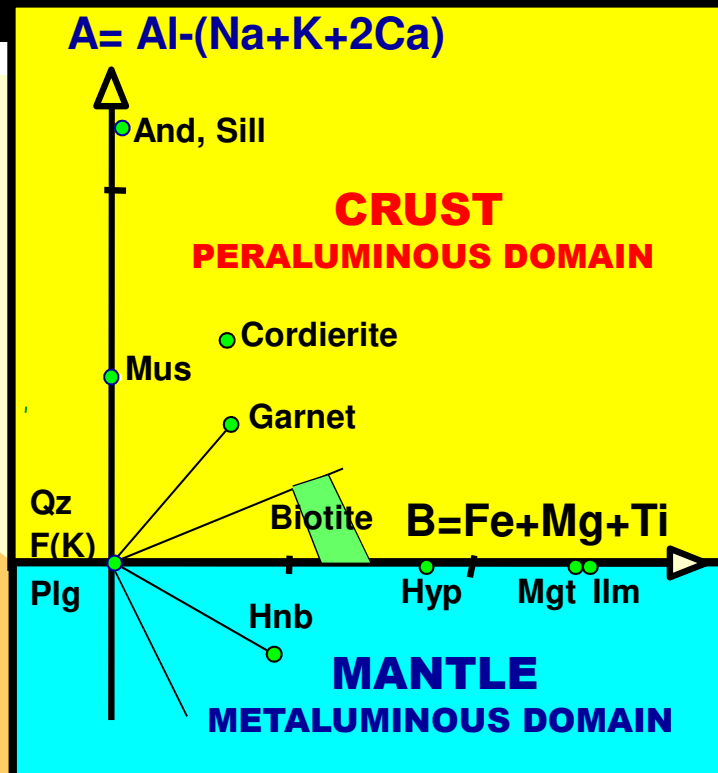 A= Al-(Na+K+2Ca)
And, Sill
CRUST
PERALUMINOUS DOMAIN
Cordierite
Mus
Garnet
Qz
Biotite
B=Fe+Mg+Ti
F(K)
Plg
Hyp
Mgt
Ilm
Hnb
MANTLE
METALUMINOUS DOMAIN